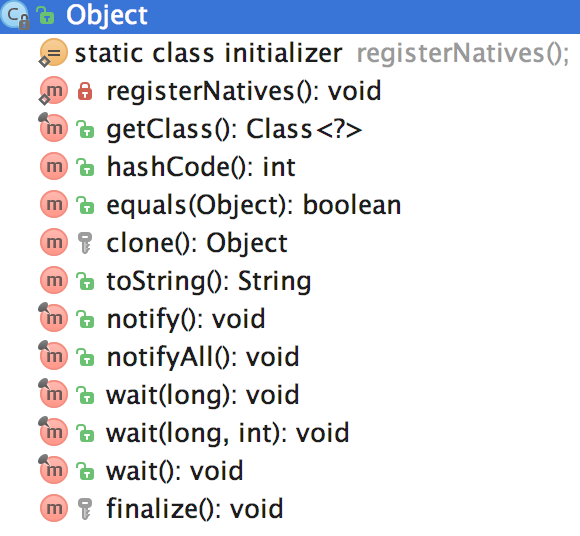 Object
static class initializer registerNatives();
registerNatives(): void
getClass(): Class<?>
hashCode(): int
equals(Object): boolean
clone(): Object
toString(): String
notify(): void
notifyAll(): void
wait(long): void
wait(long, int): void
wait(): void
finalize(): void